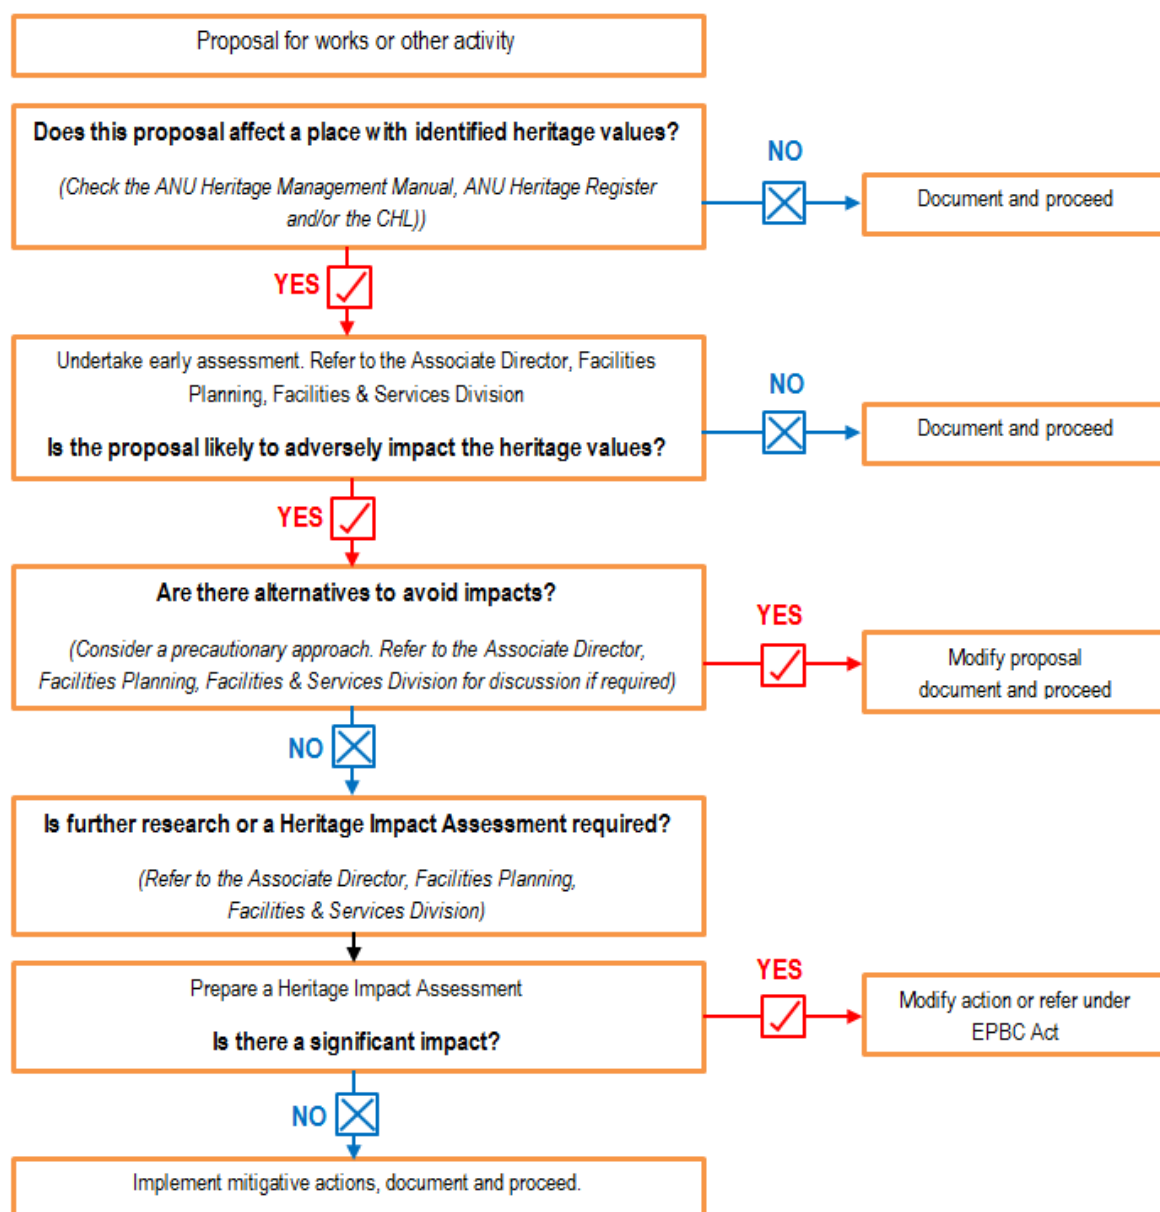 Proposal for works or other activity
Does this proposal affect a place with identified heritage values?
NO
(Check the ANU Heritage Management Manual, ANU Heritage Register
and/or the CHL))
Document and proceed
YES
Undertake early assessment. Refer to the Associate Director, Facilities
Planning, Facilities & Services Division
NO
Is the proposal likely to adversely impact the heritage values?
Document and proceed
YES
Are there alternatives to avoid impacts?
YES
(Consider a precautionary approach. Refer to the Associate Director,
Facilities Planning, Facilities & Services Division for discussion if required)
Modify proposal
document and proceed
NO
Is further research or a Heritage Impact Assessment required?
(Refer to the Associate Director, Facilities Planning,
Facilities & Services Division)
Prepare a Heritage Impact Assessment
Is there a significant impact?
YES
Modify action or refer under
EPBC Act
NO
Implement mitigative actions, document and proceed.